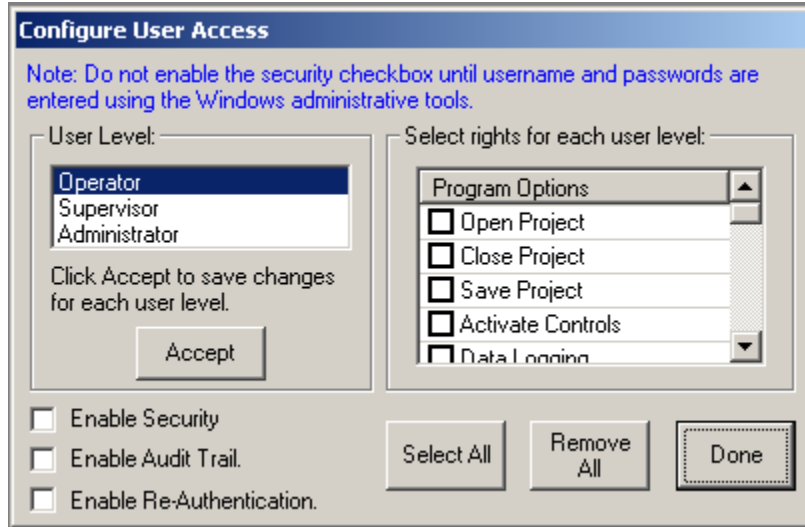 Configure User Access
Note: Do not enable the security checkbox until username and passwords are
entered using the Windows administrative tools.
User Level:
Operator
Supervisor
Administrator
Click Accept to save changes
for each user level.
Accept
Select rights for each user level:
Program Options
Open Project
Close Project
Save Project
Activate Controls
Data Logging
Enable Security
Enable Audit Trail.
Enable Re-Authentication.
Select All
Remove
All
Done